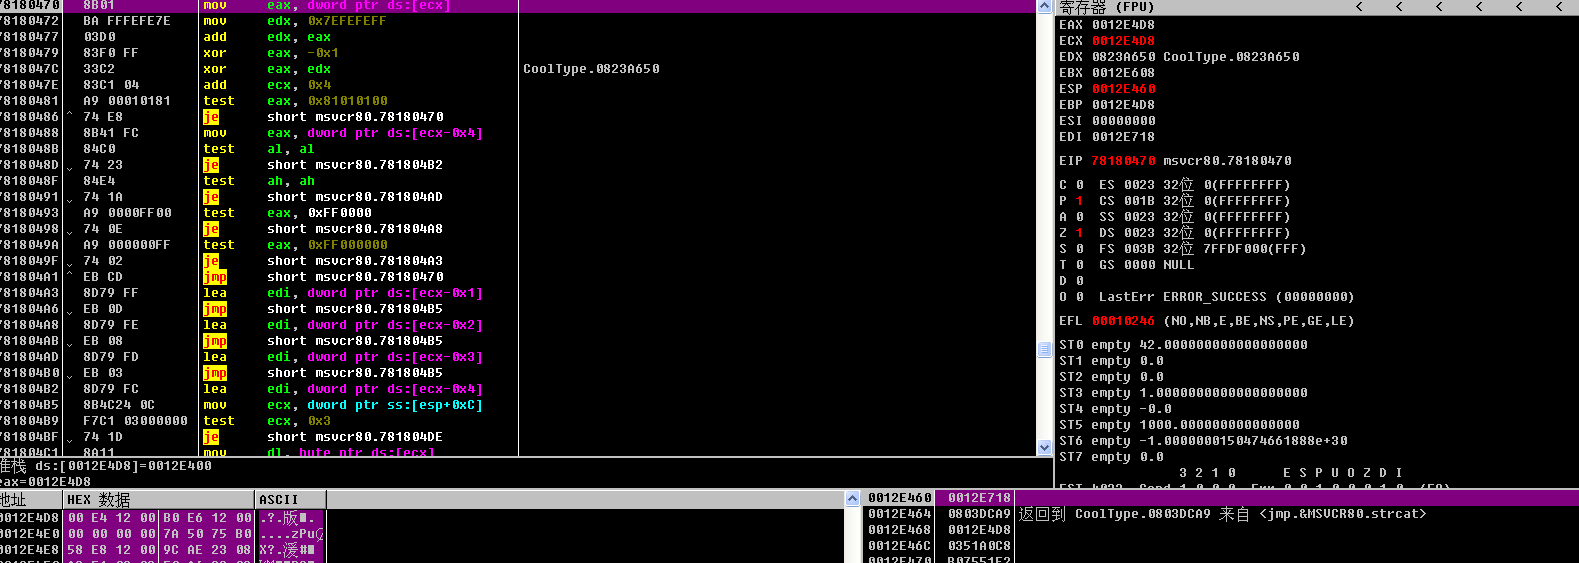 78180470 8B01 mov eax, dword ptr ds:[ecx]
78180472 BA FFFEFE7E mov edx, 0x7EFEFEFF
78180477 03D0 add edx, eax
78180479 83F0 FF xor eax, -0x1
7818047C 33C2 xor eax, edx CoolType.0823A650
7818047E 83C1 04 add ecx, 0x4
78180481 A9 00010181 test eax, 0x81010100
78180486 ^ 74 E8 je short msvcr80.78180470
78180488 8B41 FC mov eax, dword ptr ds:[ecx-0x4]
7818048B 84C0 test al, al
7818048D 74 23 je short msvcr80.781804B2
7818048F 84E4 test ah, ah
78180491 74 1A je short msvcr80.781804AD
78180493 A9 0000FF00 test eax, 0xFF0000
78180498 74 0E je short msvcr80.781804A8
7818049A A9 000000FF test eax, 0xFF000000
7818049F 74 02 je short msvcr80.781804A3
781804A1 ^ EB CD jmp short msvcr80.78180470
781804A3 8D79 FF lea edi, dword ptr ds:[ecx-0x1]
781804A6 EB 0D jmp short msvcr80.781804B5
781804A8 8D79 FE lea edi, dword ptr ds:[ecx-0x2]
781804AB EB 08 jmp short msvcr80.781804B5
781804AD 8D79 FD lea edi, dword ptr ds:[ecx-0x3]
781804B0 EB 03 jmp short msvcr80.781804B5
781804B2 8D79 FC lea edi, dword ptr ds:[ecx-0x4]
781804B5 8B4C24 0C mov ecx, dword ptr ss:[esp+0xC]
781804B9 F7C1 03000000 test ecx, 0x3
781804BF 74 1D je short msvcr80.781804DE
781804C1 8A11 mov dl, byte ptr ds:[ecx]
堆栈 ds:[0012E4D8]=0012E400
eax=0012E4D8
寄存器 (FPU) < < < < < <
EAX 0012E4D8
ECX 0012E4D8
EDX 0823A650 CoolType.0823A650
EBX 0012E608
ESP 0012E460
EBP 0012E4D8
ESI 00000000
EDI 0012E718
EIP 78180470 msvcr80.78180470
C 0 ES 0023 32位 0(FFFFFFFF)
P 1 CS 001B 32位 0(FFFFFFFF)
A 0 SS 0023 32位 0(FFFFFFFF)
Z 1 DS 0023 32位 0(FFFFFFFF)
S 0 FS 003B 32位 7FFDF000(FFF)
T 0 GS 0000 NULL
D 0
O 0 LastErr ERROR_SUCCESS (00000000)
EFL 00010246 (NO,NB,E,BE,NS,PE,GE,LE)
ST0 empty 42.000000000000000000
ST1 empty 0.0
ST2 empty 0.0
ST3 empty 1.0000000000000000000
ST4 empty -0.0
ST5 empty 1000.0000000000000000
ST6 empty -1.0000000150474661888e+30
ST7 empty 0.0
3 2 1 0 E S P U O Z D I
地址 HEX 数据 ASCII
0012E4D8 00 E4 12 00 B0 E6 12 00
0012E4E0 00 00 00 00 7A 50 75 B0
0012E4E8 58 E8 12 00 9C AE 23 08
0012E460 0012E718
0012E464 0803DCA9 返回到 CoolType.0803DCA9 来自 <jmp.&MSVCR80.strcat>
0012E468 0012E4D8
0012E46C 0351A0C8
0012E470 B07551E2